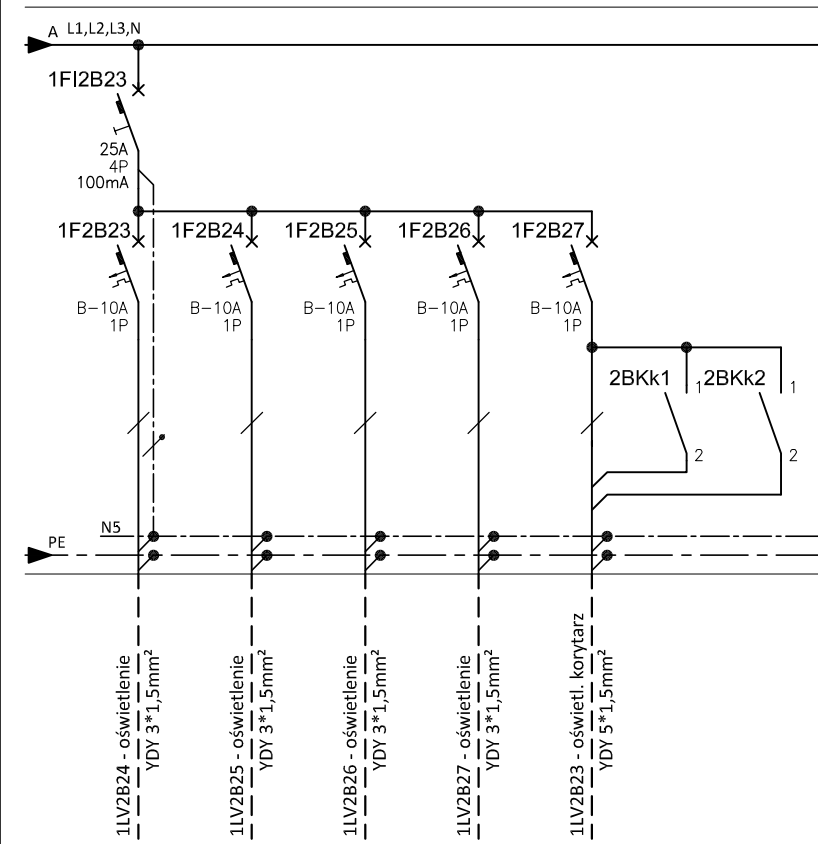 A L1,L2,L3,N
1FI2B23
25A
4P
100mA
1F2B23
1F2B24
1F2B25
1F2B26
1F2B27
B-10A
1P
B-10A
1P
B-10A
1P
B-10A
1P
B-10A
1P
2BKk1
1
2
2BKk2
1
2
N5
PE
1LV2B24 - oświetlenie
YDY 3*1,5mm²
1LV2B25 - oświetlenie
YDY 3*1,5mm²
1LV2B26 - oświetlenie
YDY 3*1,5mm²
1LV2B27 - oświetlenie
YDY 3*1,5mm²
1LV2B23 - oświetl. korytarz
YDY 5*1,5mm²